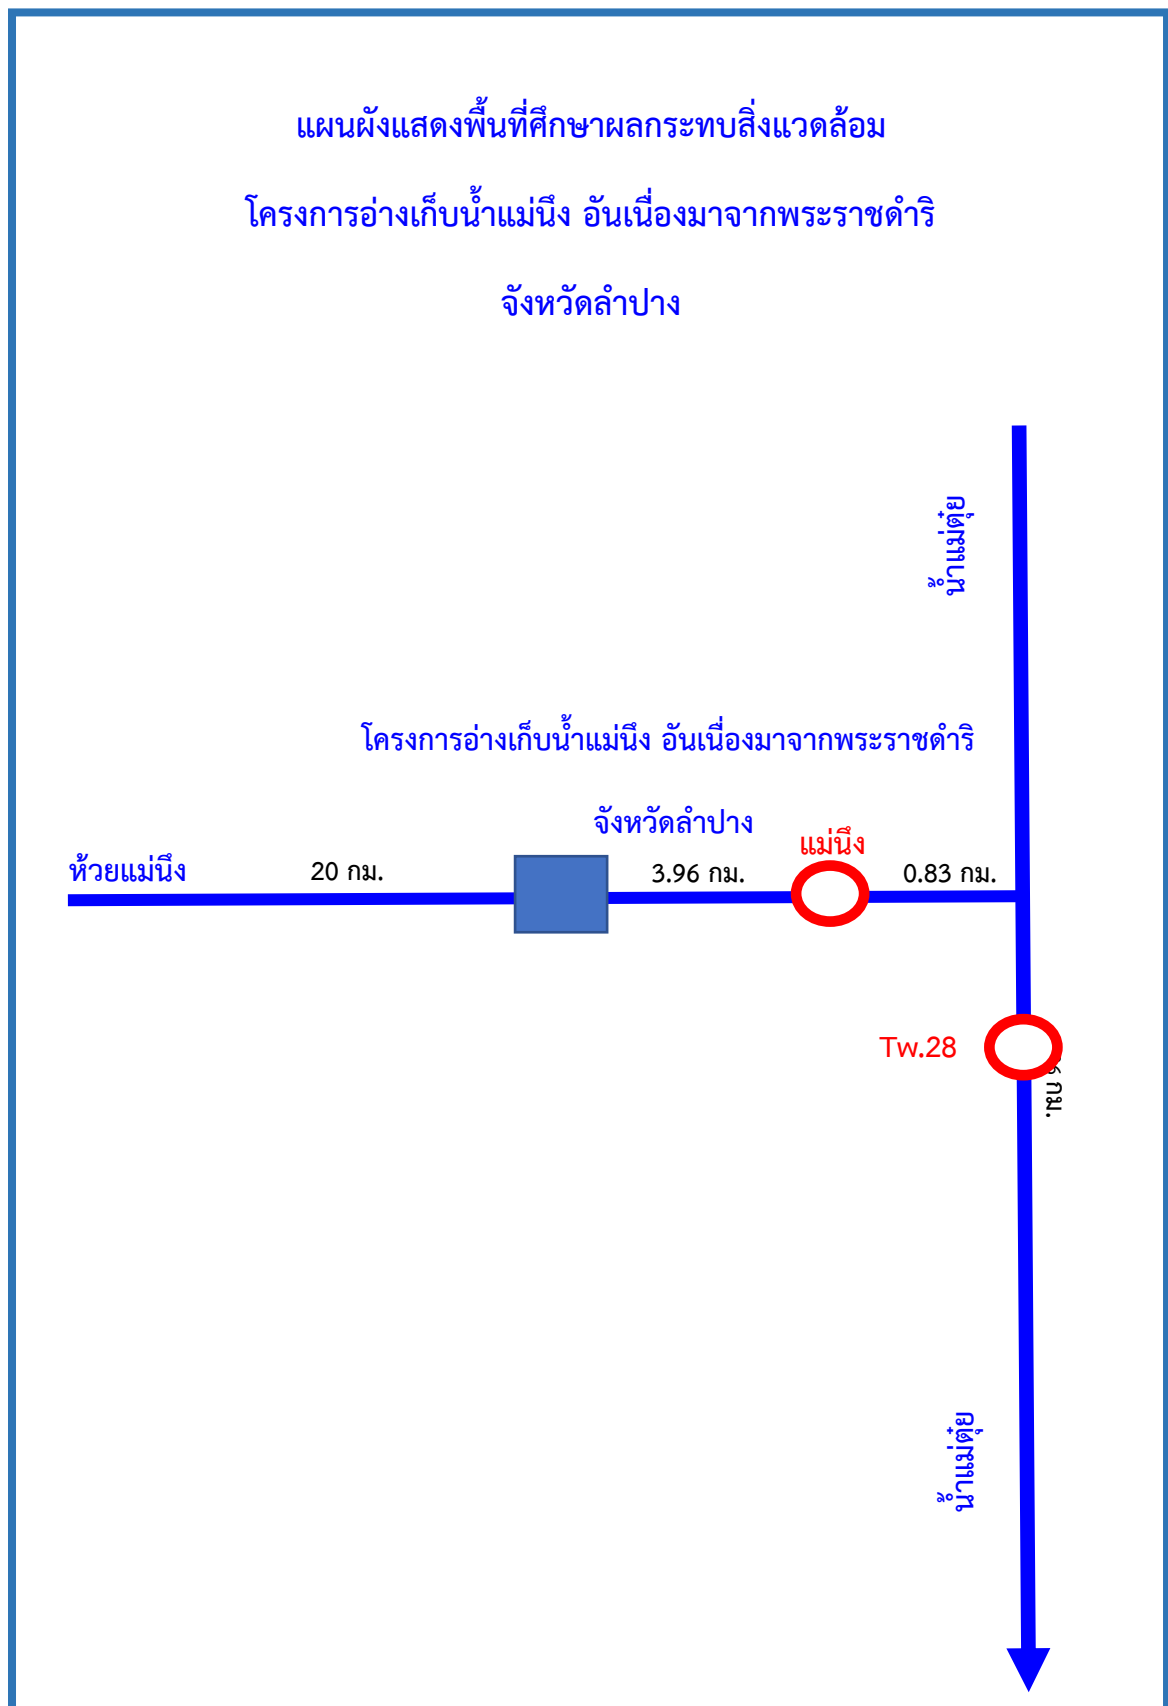 แผนผังแสดงพื้นที่ศึกษาผลกระทบสิ่งแวดล้อม
โครงการอ่างเก็บน้ำแม่นึง อันเนื่องมาจากพระราชดำริ
จังหวัดลำปาง
น้ำแม่ตุ๋ย
โครงการอ่างเก็บน้ำแม่นึง อันเนื่องมาจากพระราชดำริ
จังหวัดลำปาง
แม่นึง
ห้วยแม่นึง
20 กม.
3.96 กม.
0.83 กม.
Tw.28
กม.
น้ำแม่ตุ๋ย